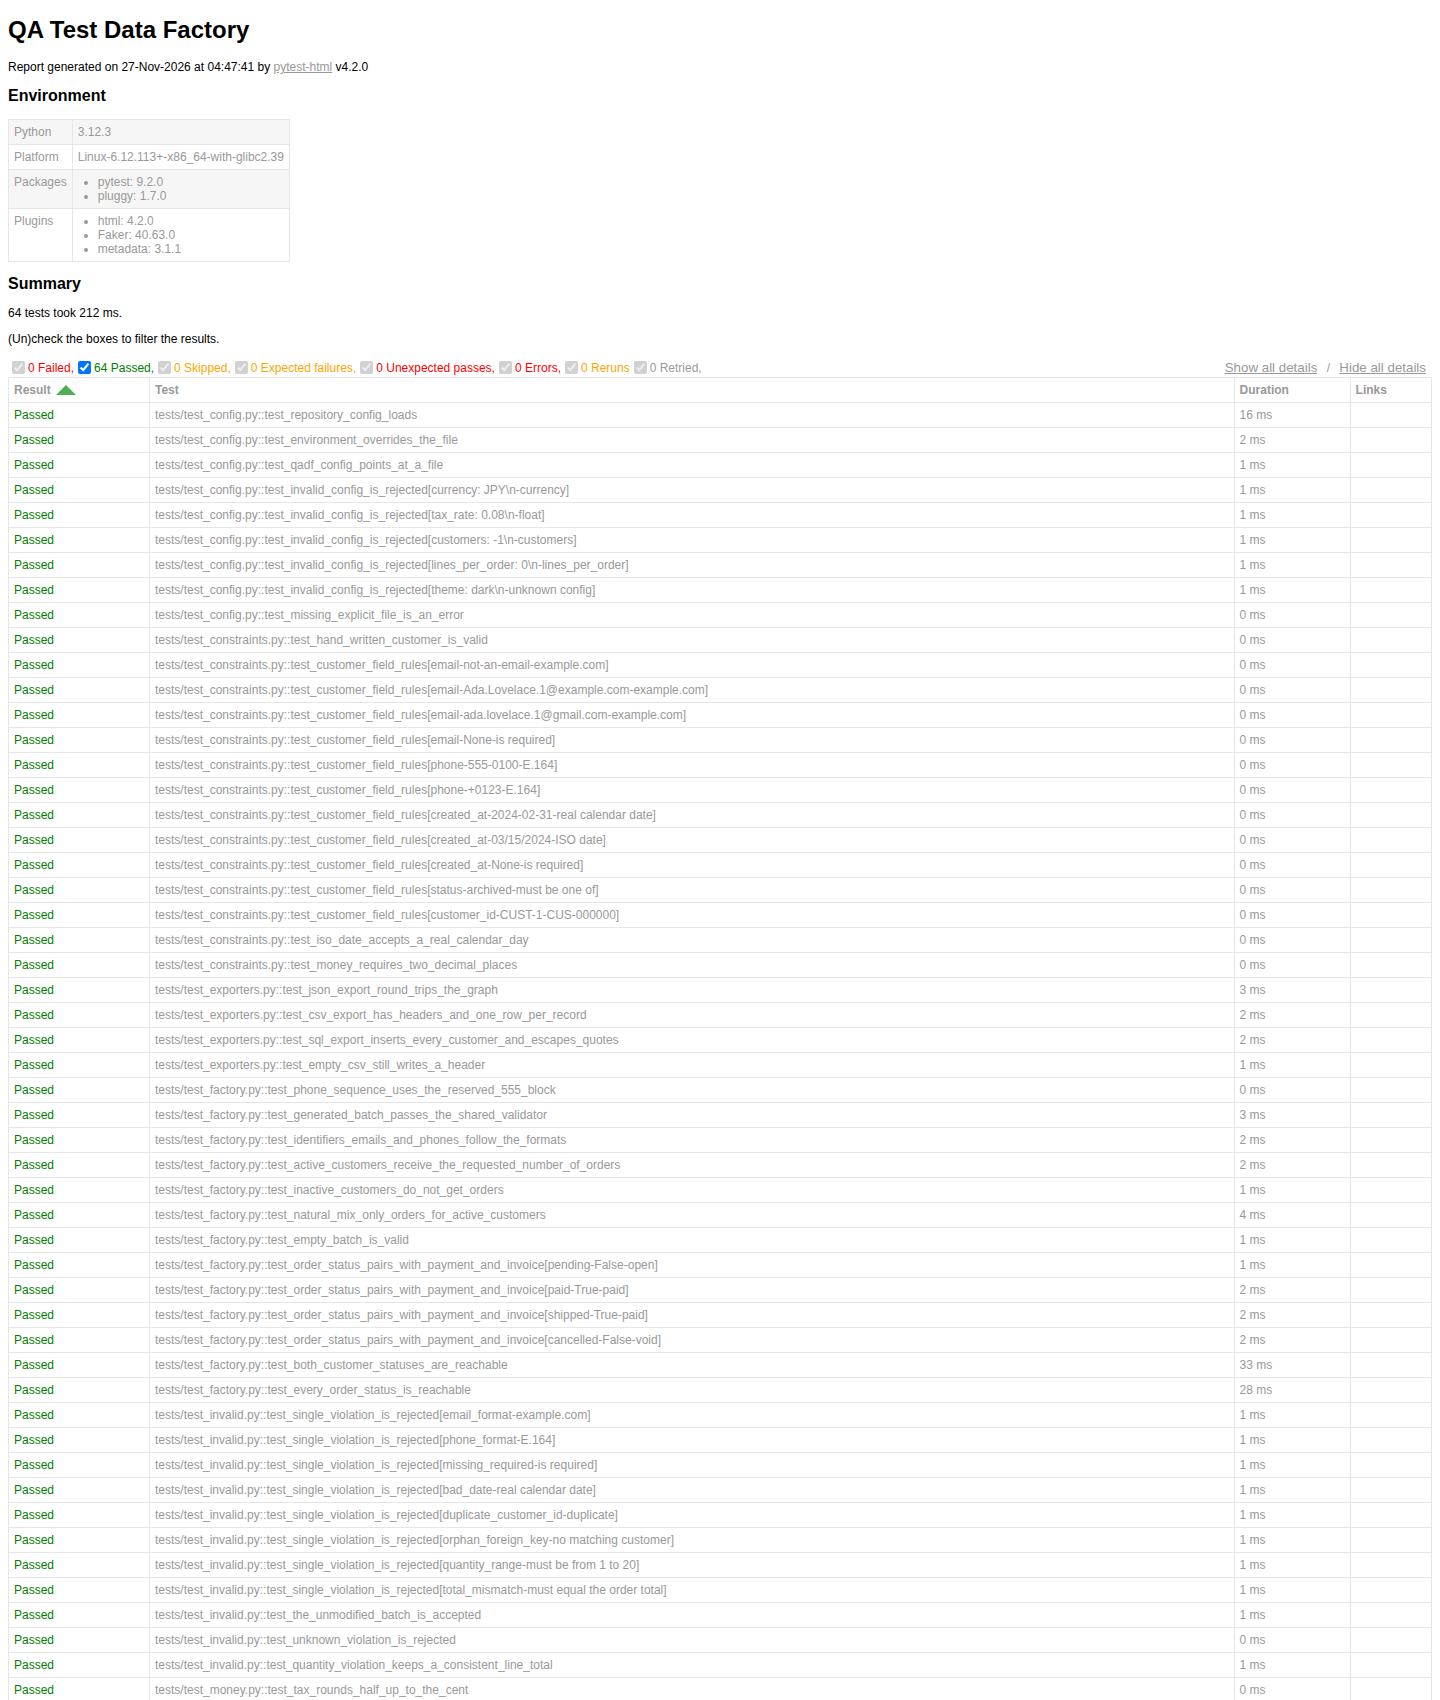 QA Test Data Factory
Report generated on 27-Nov-2026 at 04:47:41 by pytest-html v4.2.0
Environment
Python 3.12.3
Platform Linux-6.12.113+-x86_64-with-glibc2.39
Packages pytest: 9.2.0
pluggy: 1.7.0
Plugins html: 4.2.0
Faker: 40.63.0
metadata: 3.1.1
Summary
64 tests took 212 ms.
(Un)check the boxes to filter the results.
0 Failed, 64 Passed, 0 Skipped, 0 Expected failures, 0 Unexpected passes, 0 Errors, 0 Reruns 0 Retried, Show all details / Hide all details
Result Test Duration Links
Passed tests/test_config.py::test_repository_config_loads 16 ms
Passed tests/test_config.py::test_environment_overrides_the_file 2 ms
Passed tests/test_config.py::test_qadf_config_points_at_a_file 1 ms
Passed tests/test_config.py::test_invalid_config_is_rejected[currency: JPY\n-currency] 1 ms
Passed tests/test_config.py::test_invalid_config_is_rejected[tax_rate: 0.08\n-float] 1 ms
Passed tests/test_config.py::test_invalid_config_is_rejected[customers: -1\n-customers] 1 ms
Passed tests/test_config.py::test_invalid_config_is_rejected[lines_per_order: 0\n-lines_per_order] 1 ms
Passed tests/test_config.py::test_invalid_config_is_rejected[theme: dark\n-unknown config] 1 ms
Passed tests/test_config.py::test_missing_explicit_file_is_an_error 0 ms
Passed tests/test_constraints.py::test_hand_written_customer_is_valid 0 ms
Passed tests/test_constraints.py::test_customer_field_rules[email-not-an-email-example.com] 0 ms
Passed tests/test_constraints.py::test_customer_field_rules[email-Ada.Lovelace.1@example.com-example.com] 0 ms
Passed tests/test_constraints.py::test_customer_field_rules[email-ada.lovelace.1@gmail.com-example.com] 0 ms
Passed tests/test_constraints.py::test_customer_field_rules[email-None-is required] 0 ms
Passed tests/test_constraints.py::test_customer_field_rules[phone-555-0100-E.164] 0 ms
Passed tests/test_constraints.py::test_customer_field_rules[phone-+0123-E.164] 0 ms
Passed tests/test_constraints.py::test_customer_field_rules[created_at-2024-02-31-real calendar date] 0 ms
Passed tests/test_constraints.py::test_customer_field_rules[created_at-03/15/2024-ISO date] 0 ms
Passed tests/test_constraints.py::test_customer_field_rules[created_at-None-is required] 0 ms
Passed tests/test_constraints.py::test_customer_field_rules[status-archived-must be one of] 0 ms
Passed tests/test_constraints.py::test_customer_field_rules[customer_id-CUST-1-CUS-000000] 0 ms
Passed tests/test_constraints.py::test_iso_date_accepts_a_real_calendar_day 0 ms
Passed tests/test_constraints.py::test_money_requires_two_decimal_places 0 ms
Passed tests/test_exporters.py::test_json_export_round_trips_the_graph 3 ms
Passed tests/test_exporters.py::test_csv_export_has_headers_and_one_row_per_record 2 ms
Passed tests/test_exporters.py::test_sql_export_inserts_every_customer_and_escapes_quotes 2 ms
Passed tests/test_exporters.py::test_empty_csv_still_writes_a_header 1 ms
Passed tests/test_factory.py::test_phone_sequence_uses_the_reserved_555_block 0 ms
Passed tests/test_factory.py::test_generated_batch_passes_the_shared_validator 3 ms
Passed tests/test_factory.py::test_identifiers_emails_and_phones_follow_the_formats 2 ms
Passed tests/test_factory.py::test_active_customers_receive_the_requested_number_of_orders 2 ms
Passed tests/test_factory.py::test_inactive_customers_do_not_get_orders 1 ms
Passed tests/test_factory.py::test_natural_mix_only_orders_for_active_customers 4 ms
Passed tests/test_factory.py::test_empty_batch_is_valid 1 ms
Passed tests/test_factory.py::test_order_status_pairs_with_payment_and_invoice[pending-False-open] 1 ms
Passed tests/test_factory.py::test_order_status_pairs_with_payment_and_invoice[paid-True-paid] 2 ms
Passed tests/test_factory.py::test_order_status_pairs_with_payment_and_invoice[shipped-True-paid] 2 ms
Passed tests/test_factory.py::test_order_status_pairs_with_payment_and_invoice[cancelled-False-void] 2 ms
Passed tests/test_factory.py::test_both_customer_statuses_are_reachable 33 ms
Passed tests/test_factory.py::test_every_order_status_is_reachable 28 ms
Passed tests/test_invalid.py::test_single_violation_is_rejected[email_format-example.com] 1 ms
Passed tests/test_invalid.py::test_single_violation_is_rejected[phone_format-E.164] 1 ms
Passed tests/test_invalid.py::test_single_violation_is_rejected[missing_required-is required] 1 ms
Passed tests/test_invalid.py::test_single_violation_is_rejected[bad_date-real calendar date] 1 ms
Passed tests/test_invalid.py::test_single_violation_is_rejected[duplicate_customer_id-duplicate] 1 ms
Passed tests/test_invalid.py::test_single_violation_is_rejected[orphan_foreign_key-no matching customer] 1 ms
Passed tests/test_invalid.py::test_single_violation_is_rejected[quantity_range-must be from 1 to 20] 1 ms
Passed tests/test_invalid.py::test_single_violation_is_rejected[total_mismatch-must equal the order total] 1 ms
Passed tests/test_invalid.py::test_the_unmodified_batch_is_accepted 1 ms
Passed tests/test_invalid.py::test_unknown_violation_is_rejected 0 ms
Passed tests/test_invalid.py::test_quantity_violation_keeps_a_consistent_line_total 1 ms
Passed tests/test_money.py::test_tax_rounds_half_up_to_the_cent 0 ms